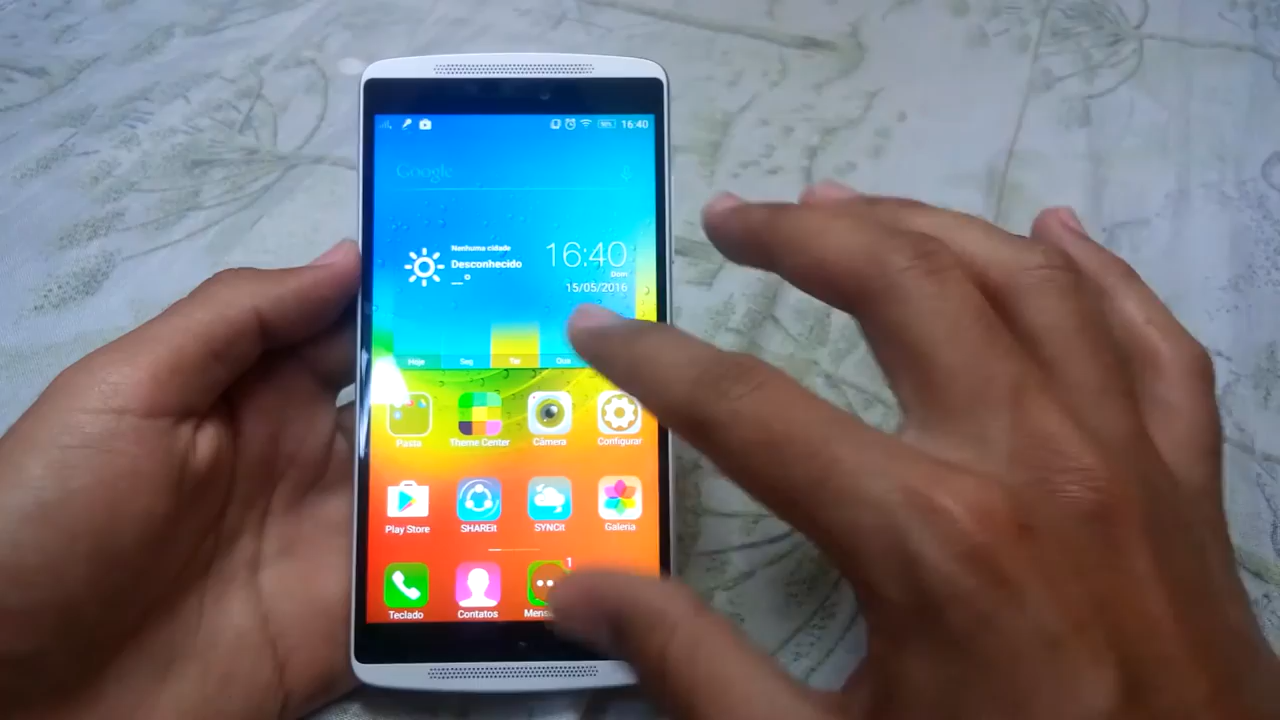 16:40
Google
Nenhuma cidade
Desconhecido
16:40
Dom
15/05/2016
Hoje Seg Ter Qua
Pasta Theme Center Câmera Configurar
Play Store SHAREit SYNCit Galeria
1
Teclado Contatos